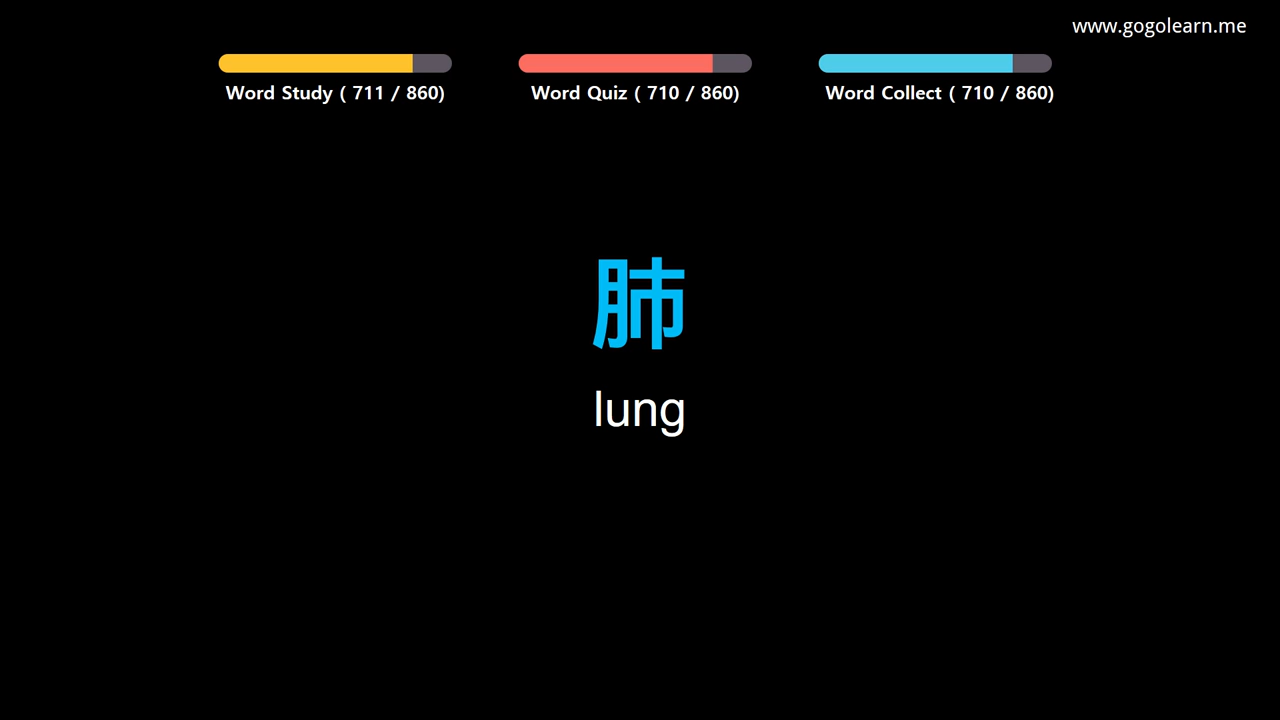 www.gogolearn.me
Word Study ( 711 / 860)
Word Quiz ( 710 / 860)
Word Collect ( 710 / 860)
肺
lung